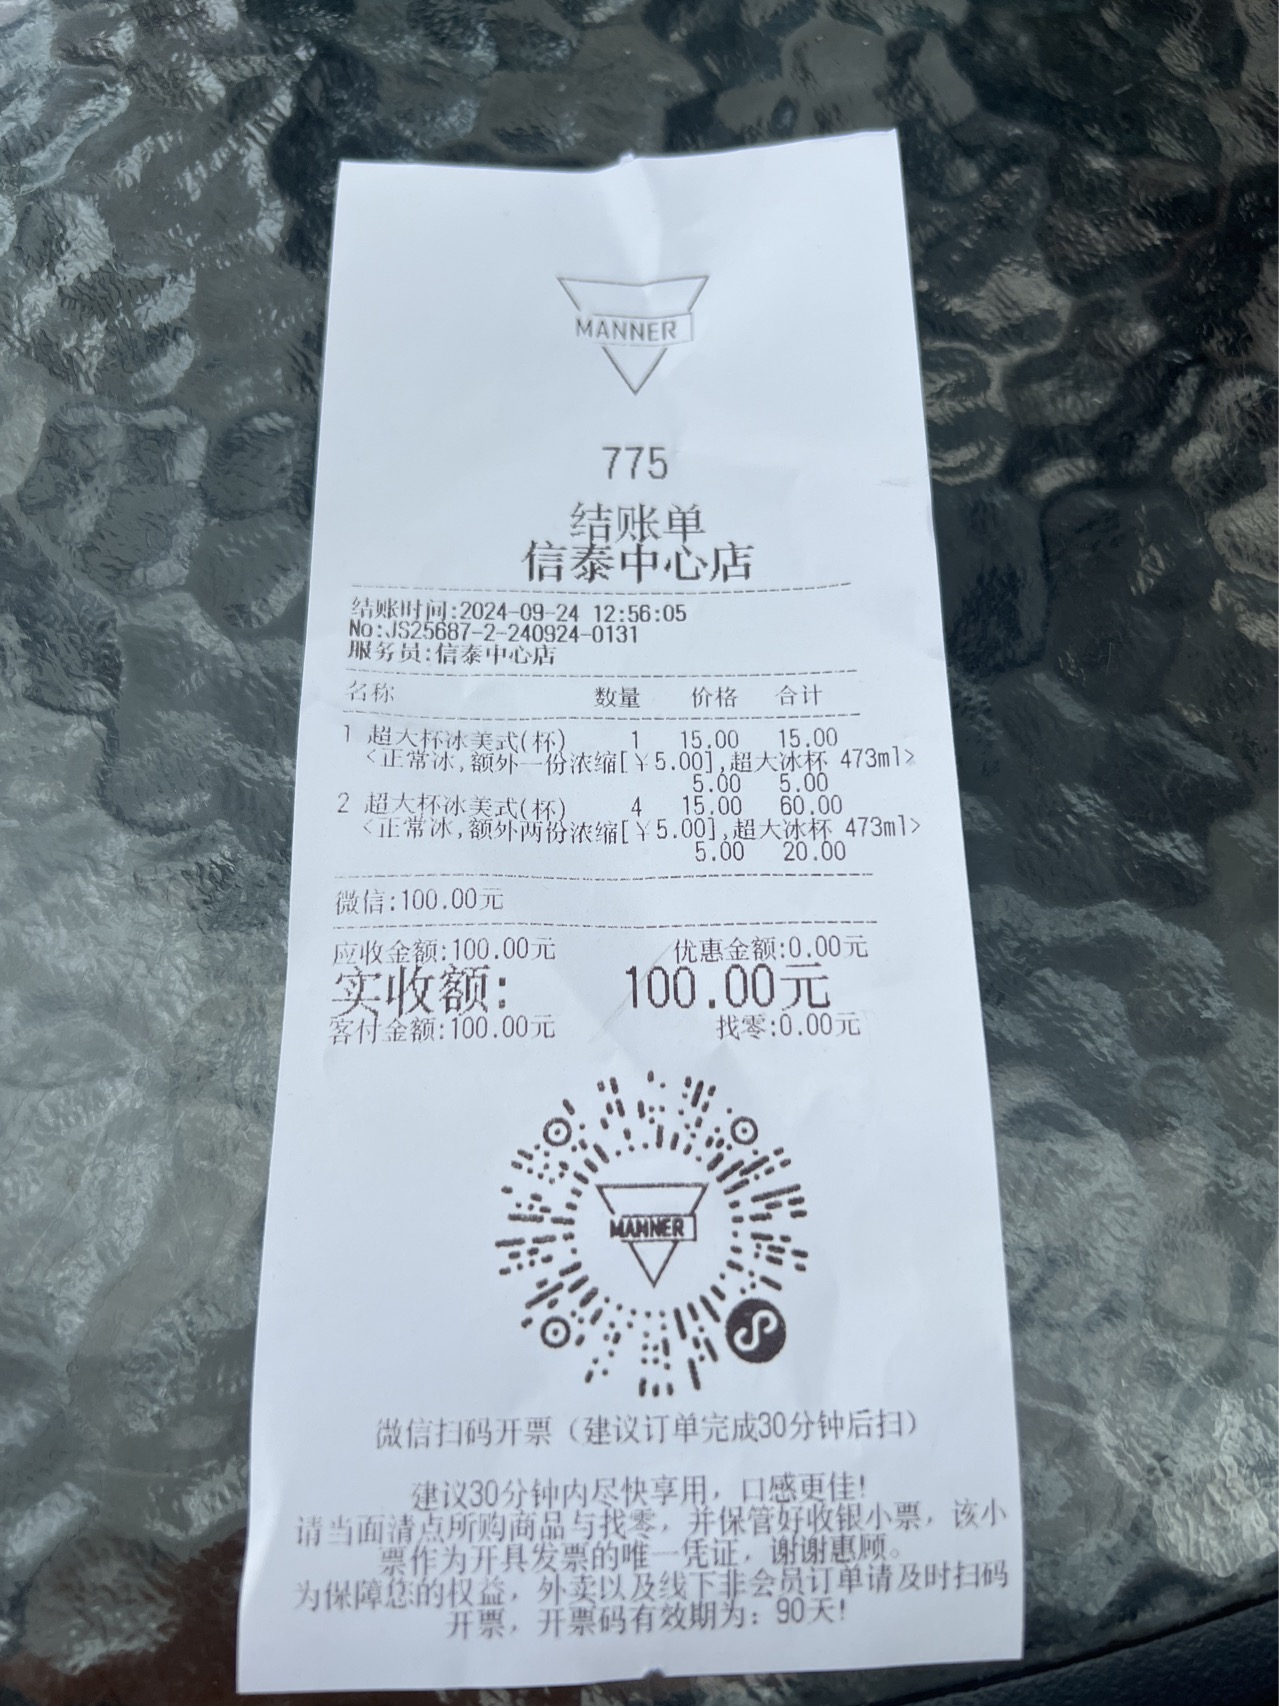 MANNER
775
结账单
信泰中心店
结账时间:2024-09-24 12:56:05
No:JS25687-2-240924-0131
服务员:信泰中心店
名称 数量 价格 合计
1 超大杯冰美式(杯) 1 15.00 15.00
<正常冰,额外一份浓缩[¥5.00],超大冰杯 473ml>
5.00 5.00
2 超大杯冰美式(杯) 4 15.00 60.00
<正常冰,额外两份浓缩[¥5.00],超大冰杯 473ml>
5.00 20.00
微信:100.00元
应收金额:100.00元 优惠金额:0.00元
实收额: 100.00元
客付金额:100.00元 找零:0.00元
MANNER
微信扫码开票（建议订单完成30分钟后扫）
建议30分钟内尽快享用，口感更佳!
请当面清点所购商品与找零，并保管好收银小票，该小
票作为开具发票的唯一凭证，谢谢惠顾。
为保障您的权益，外卖以及线下非会员订单请及时扫码
开票，开票码有效期为：90天!